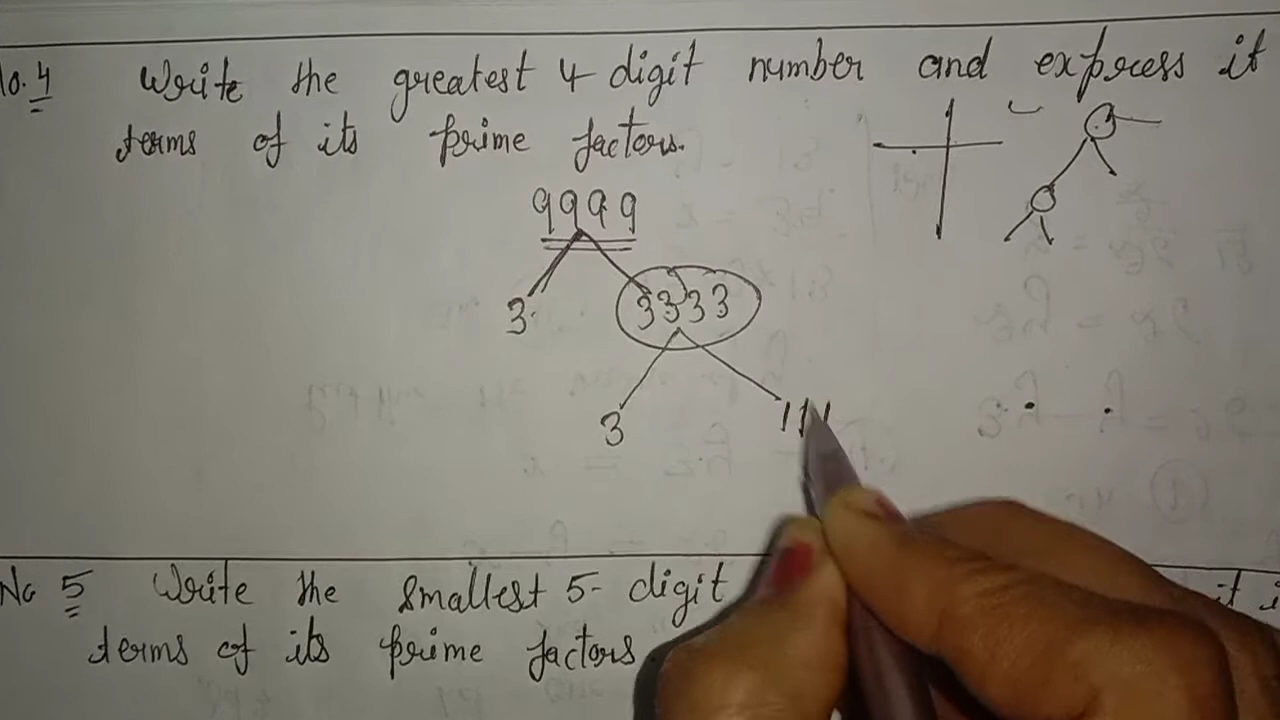 No. 4 Write the greatest 4 digit number and express it
terms of its prime factors.
9999
3. 3333
3 111
No 5 Write the smallest 5-digit it i
terms of its prime factors